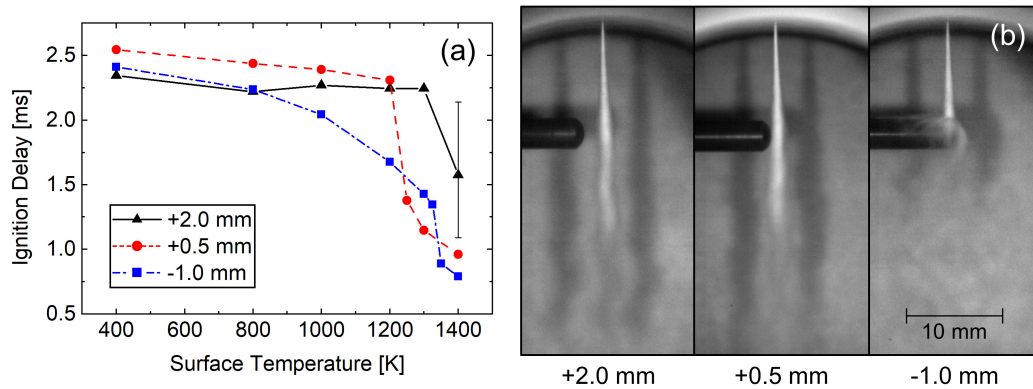 (a)
Ignition Delay [ms]
2.5
2.0
1.5
1.0
0.5
+2.0 mm
+0.5 mm
-1.0 mm
400 600 800 1000 1200 1400
Surface Temperature [K]
(b)
10 mm
+2.0 mm +0.5 mm -1.0 mm